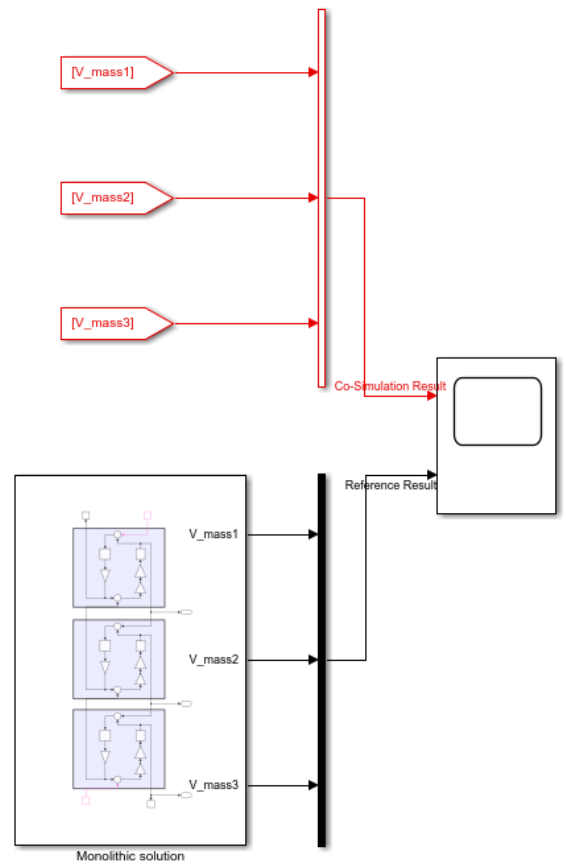 [V_mass1]
[V_mass2]
[V_mass3]
Co-Simulation Result
Reference Result
V_mass1
V_mass2
V_mass3
Monolithic solution